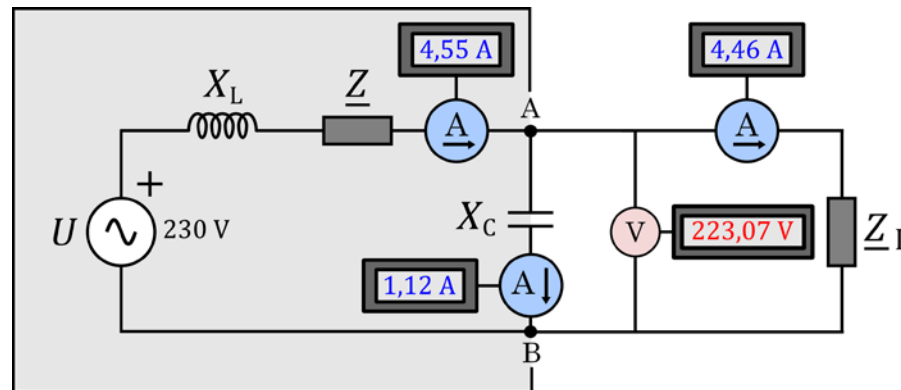 4,55 A
4,46 A
X_L
Z
A
A
A
+
U
230 V
X_C
V
223,07 V
Z
1,12 A
A
B